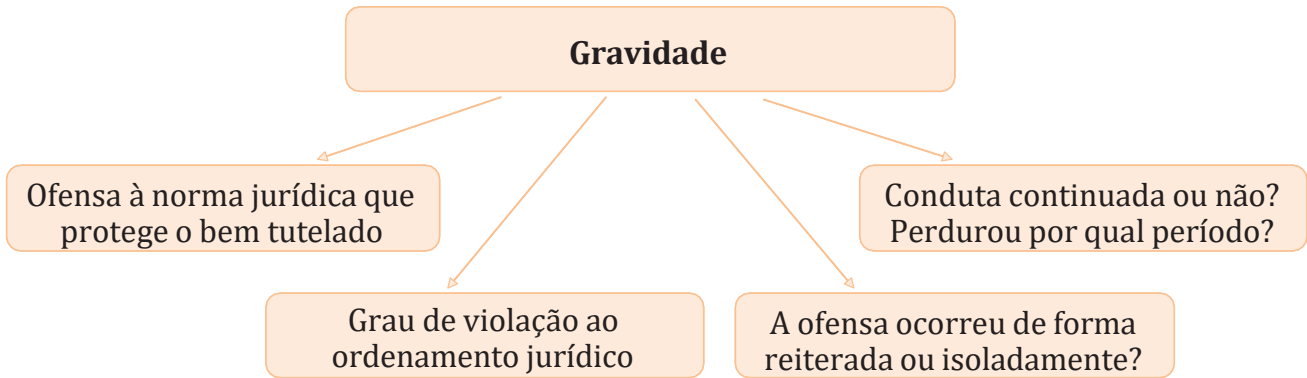 Gravidade
Ofensa à norma jurídica que
protege o bem tutelado
Conduta continuada ou não?
Perdurou por qual período?
Grau de violação ao
ordenamento jurídico
A ofensa ocorreu de forma
reiterada ou isoladamente?